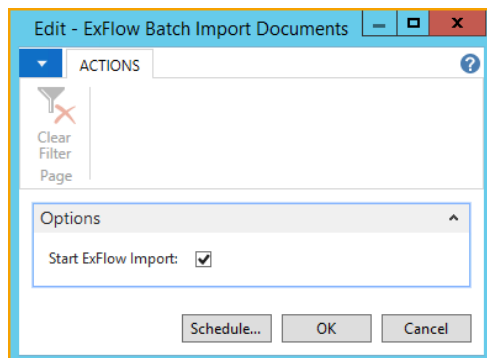 Edit - ExFlow Batch Import Documents
ACTIONS
Clear
Filter
Page
Options
Start ExFlow Import:
Schedule... OK Cancel